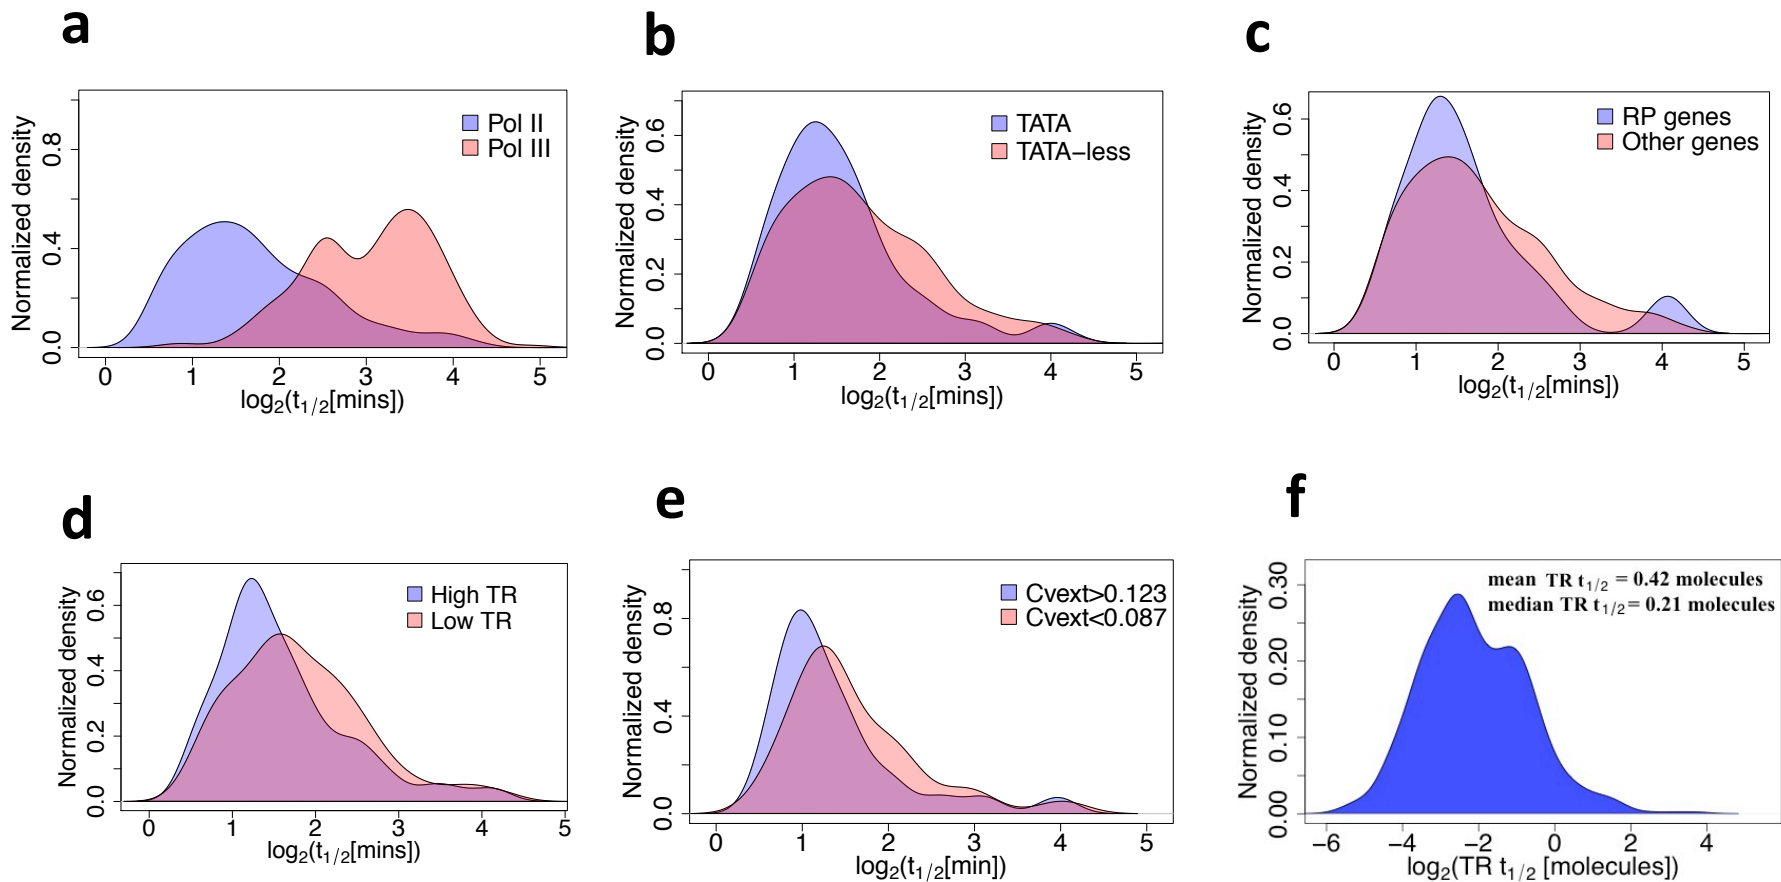 a
Normalized density
0.0 0.4 0.8
Pol II
Pol III
0 1 2 3 4 5
log2(t1/2[mins])
b
Normalized density
0.0 0.2 0.4 0.6
TATA
TATA−less
0 1 2 3 4 5
log2(t1/2[mins])
c
Normalized density
0.0 0.2 0.4 0.6
RP genes
Other genes
0 1 2 3 4 5
log2(t1/2[mins])
d
Normalized density
0.0 0.2 0.4 0.6
High TR
Low TR
0 1 2 3 4 5
log2(t1/2[mins])
e
Normalized density
0.0 0.4 0.8
Cvext>0.123
Cvext<0.087
0 1 2 3 4 5
log2(t1/2[min])
f
Normalized density
0.00 0.10 0.20 0.30
mean TR t1/2 = 0.42 molecules
median TR t1/2 = 0.21 molecules
−6 −4 −2 0 2 4
log2(TR t1/2 [molecules])